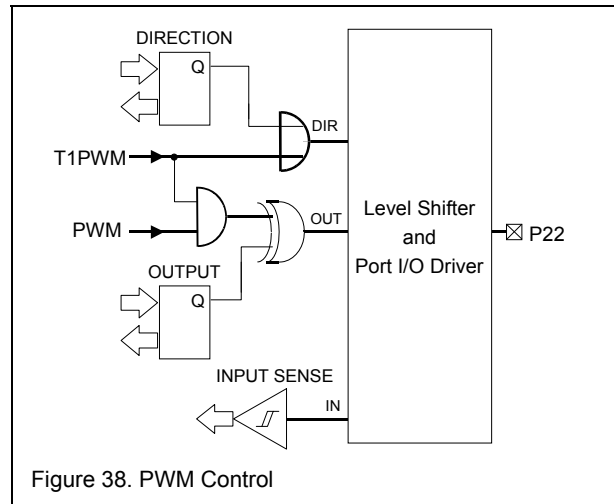 DIRECTION
Q
DIR
T1PWM
Level Shifter
and
Port I/O Driver
P22
OUT
PWM
OUTPUT
Q
INPUT SENSE
IN
Figure 38. PWM Control